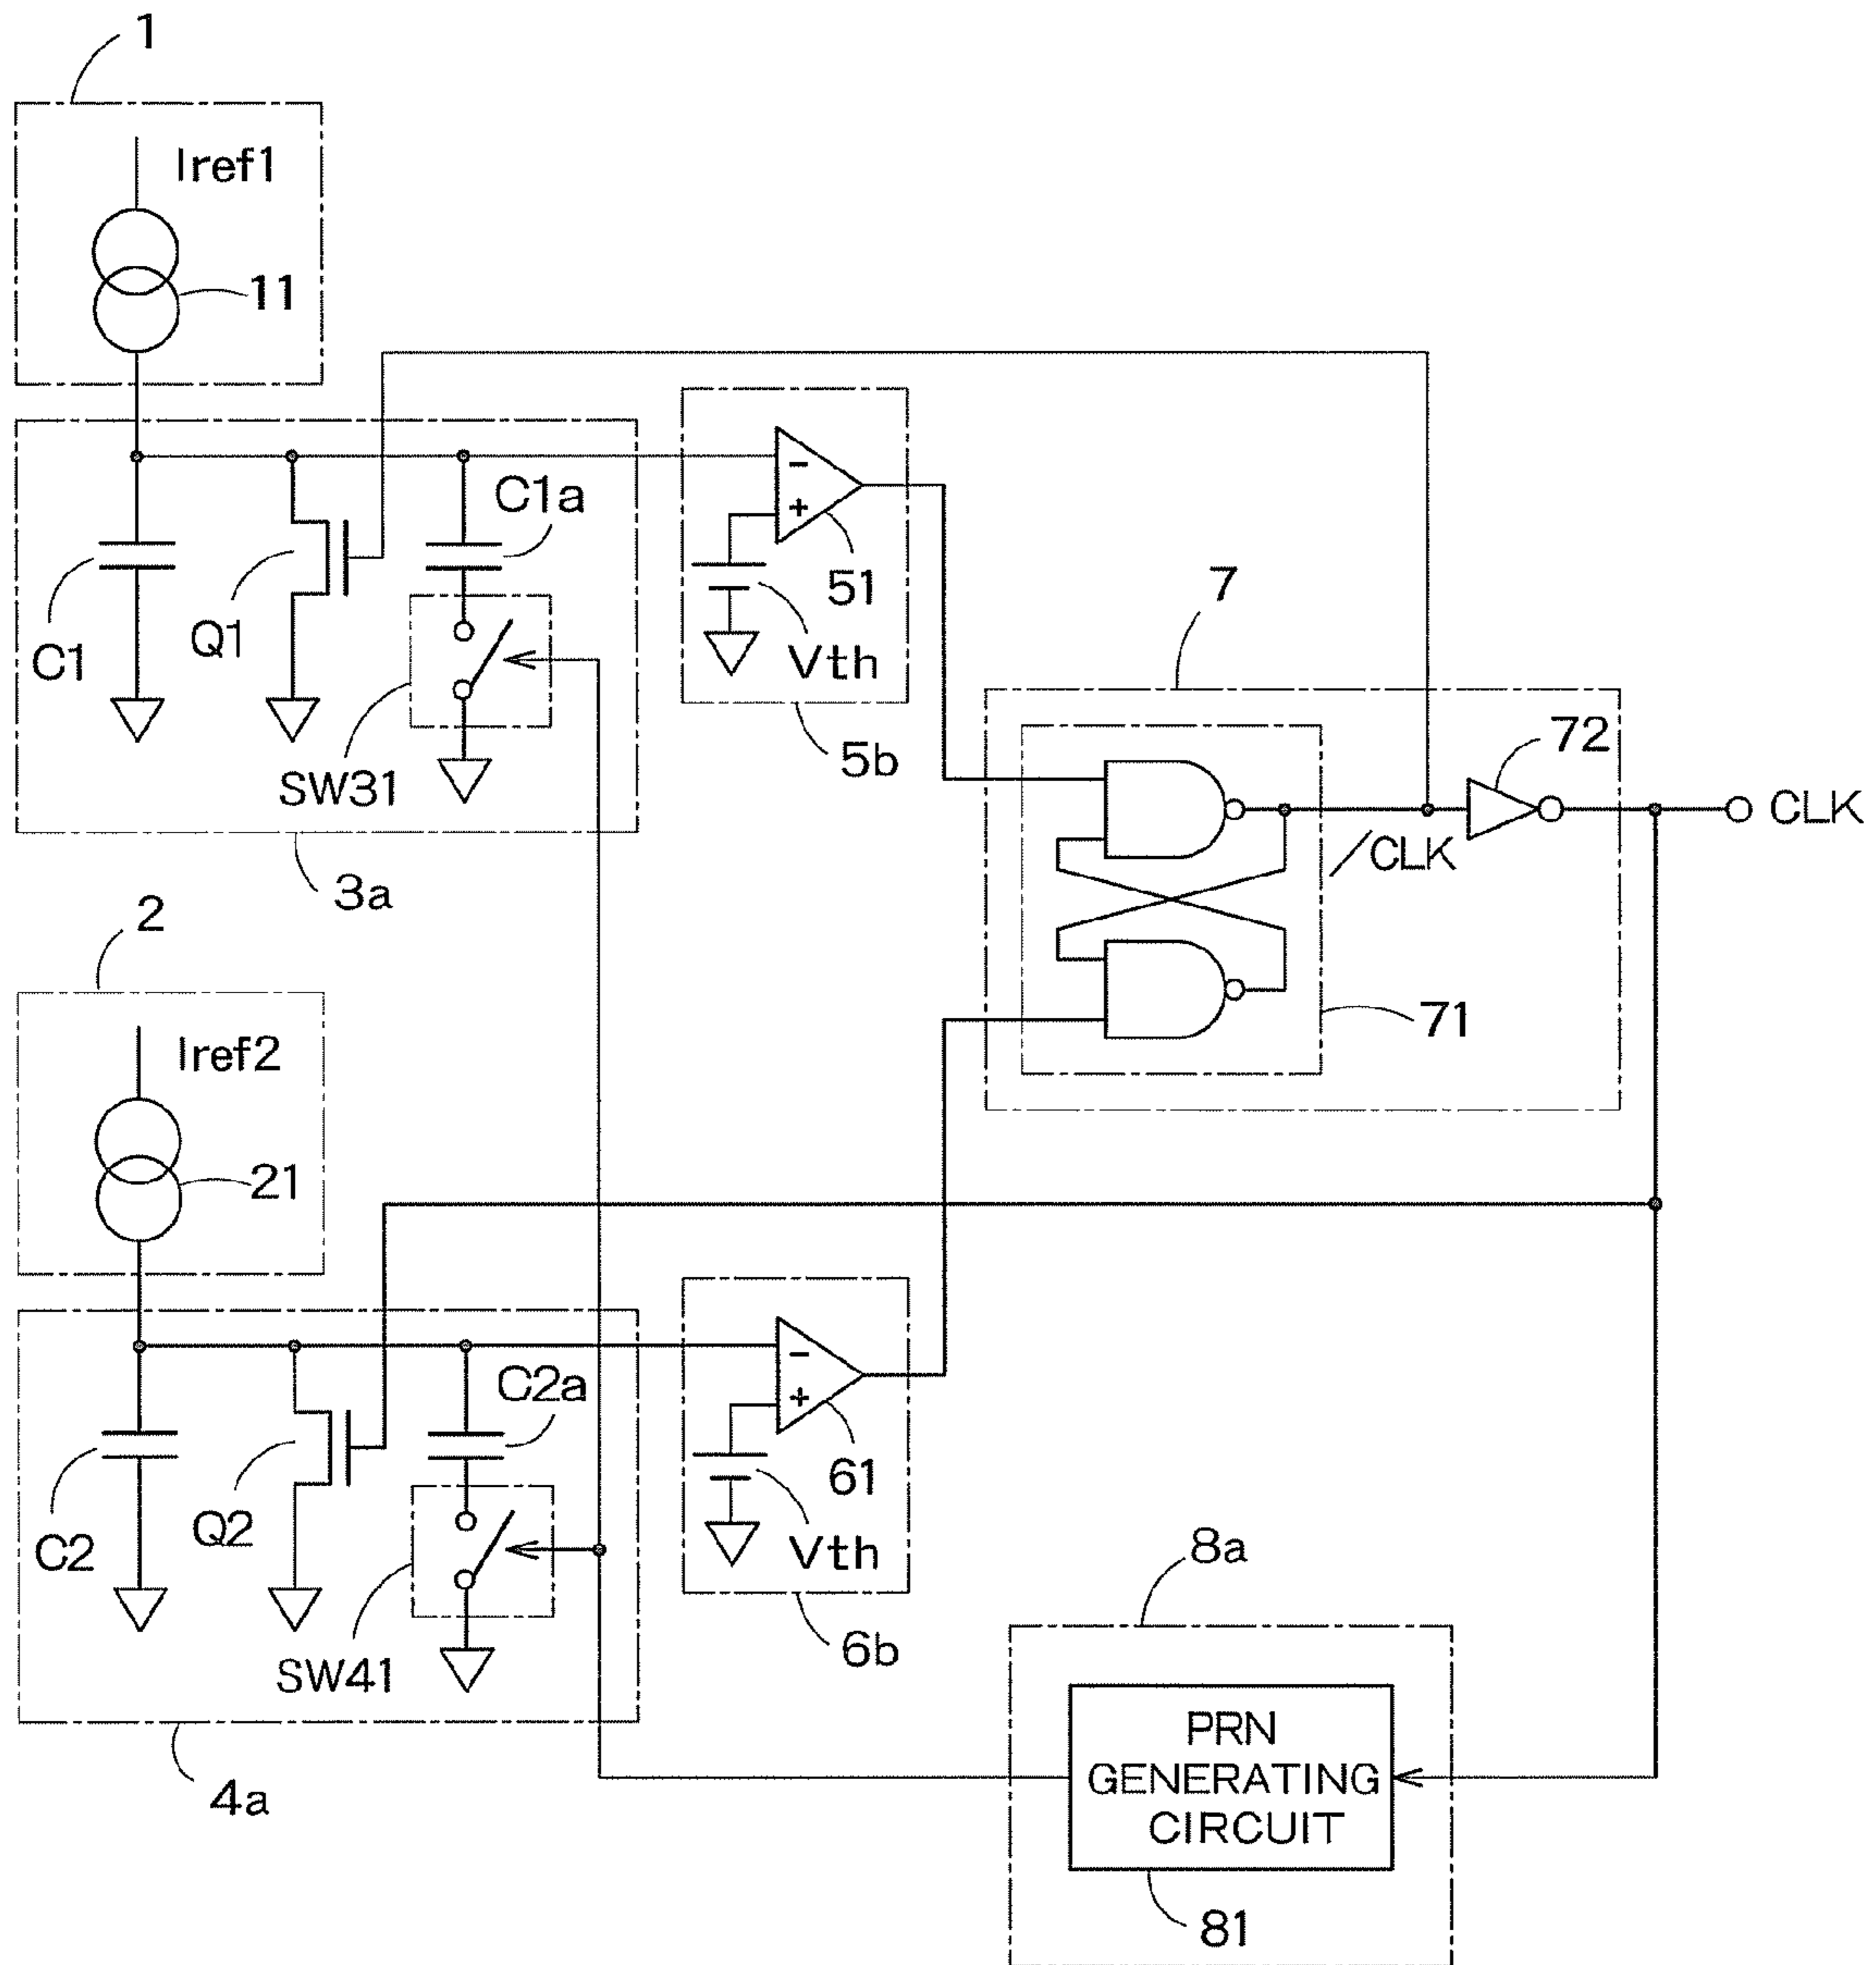 1
Iref1
11
C1a
C1
Q1
SW31
3a
51
Vth
5b
7
72
CLK
/CLK
71
2
Iref2
21
C2a
C2
Q2
SW41
4a
61
Vth
6b
8a
PRN
GENERATING
CIRCUIT
81